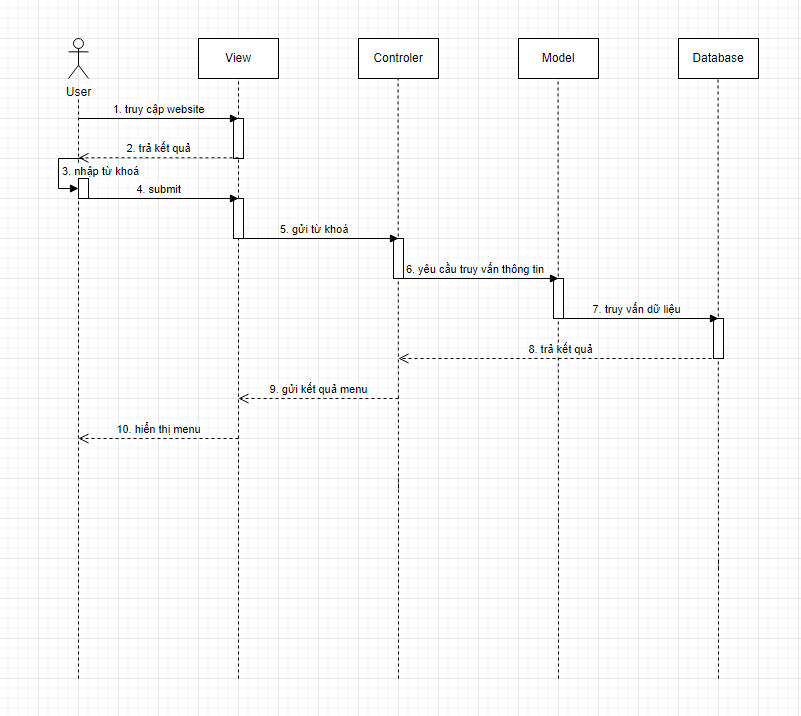 View
Controler
Model
Database
User
1. truy cập website
2. trả kết quả
3. nhập từ khoá
4. submit
5. gửi từ khoá
6. yêu cầu truy vấn thông tin
7. truy vấn dữ liệu
8. trả kết quả
9. gửi kết quả menu
10. hiển thị menu